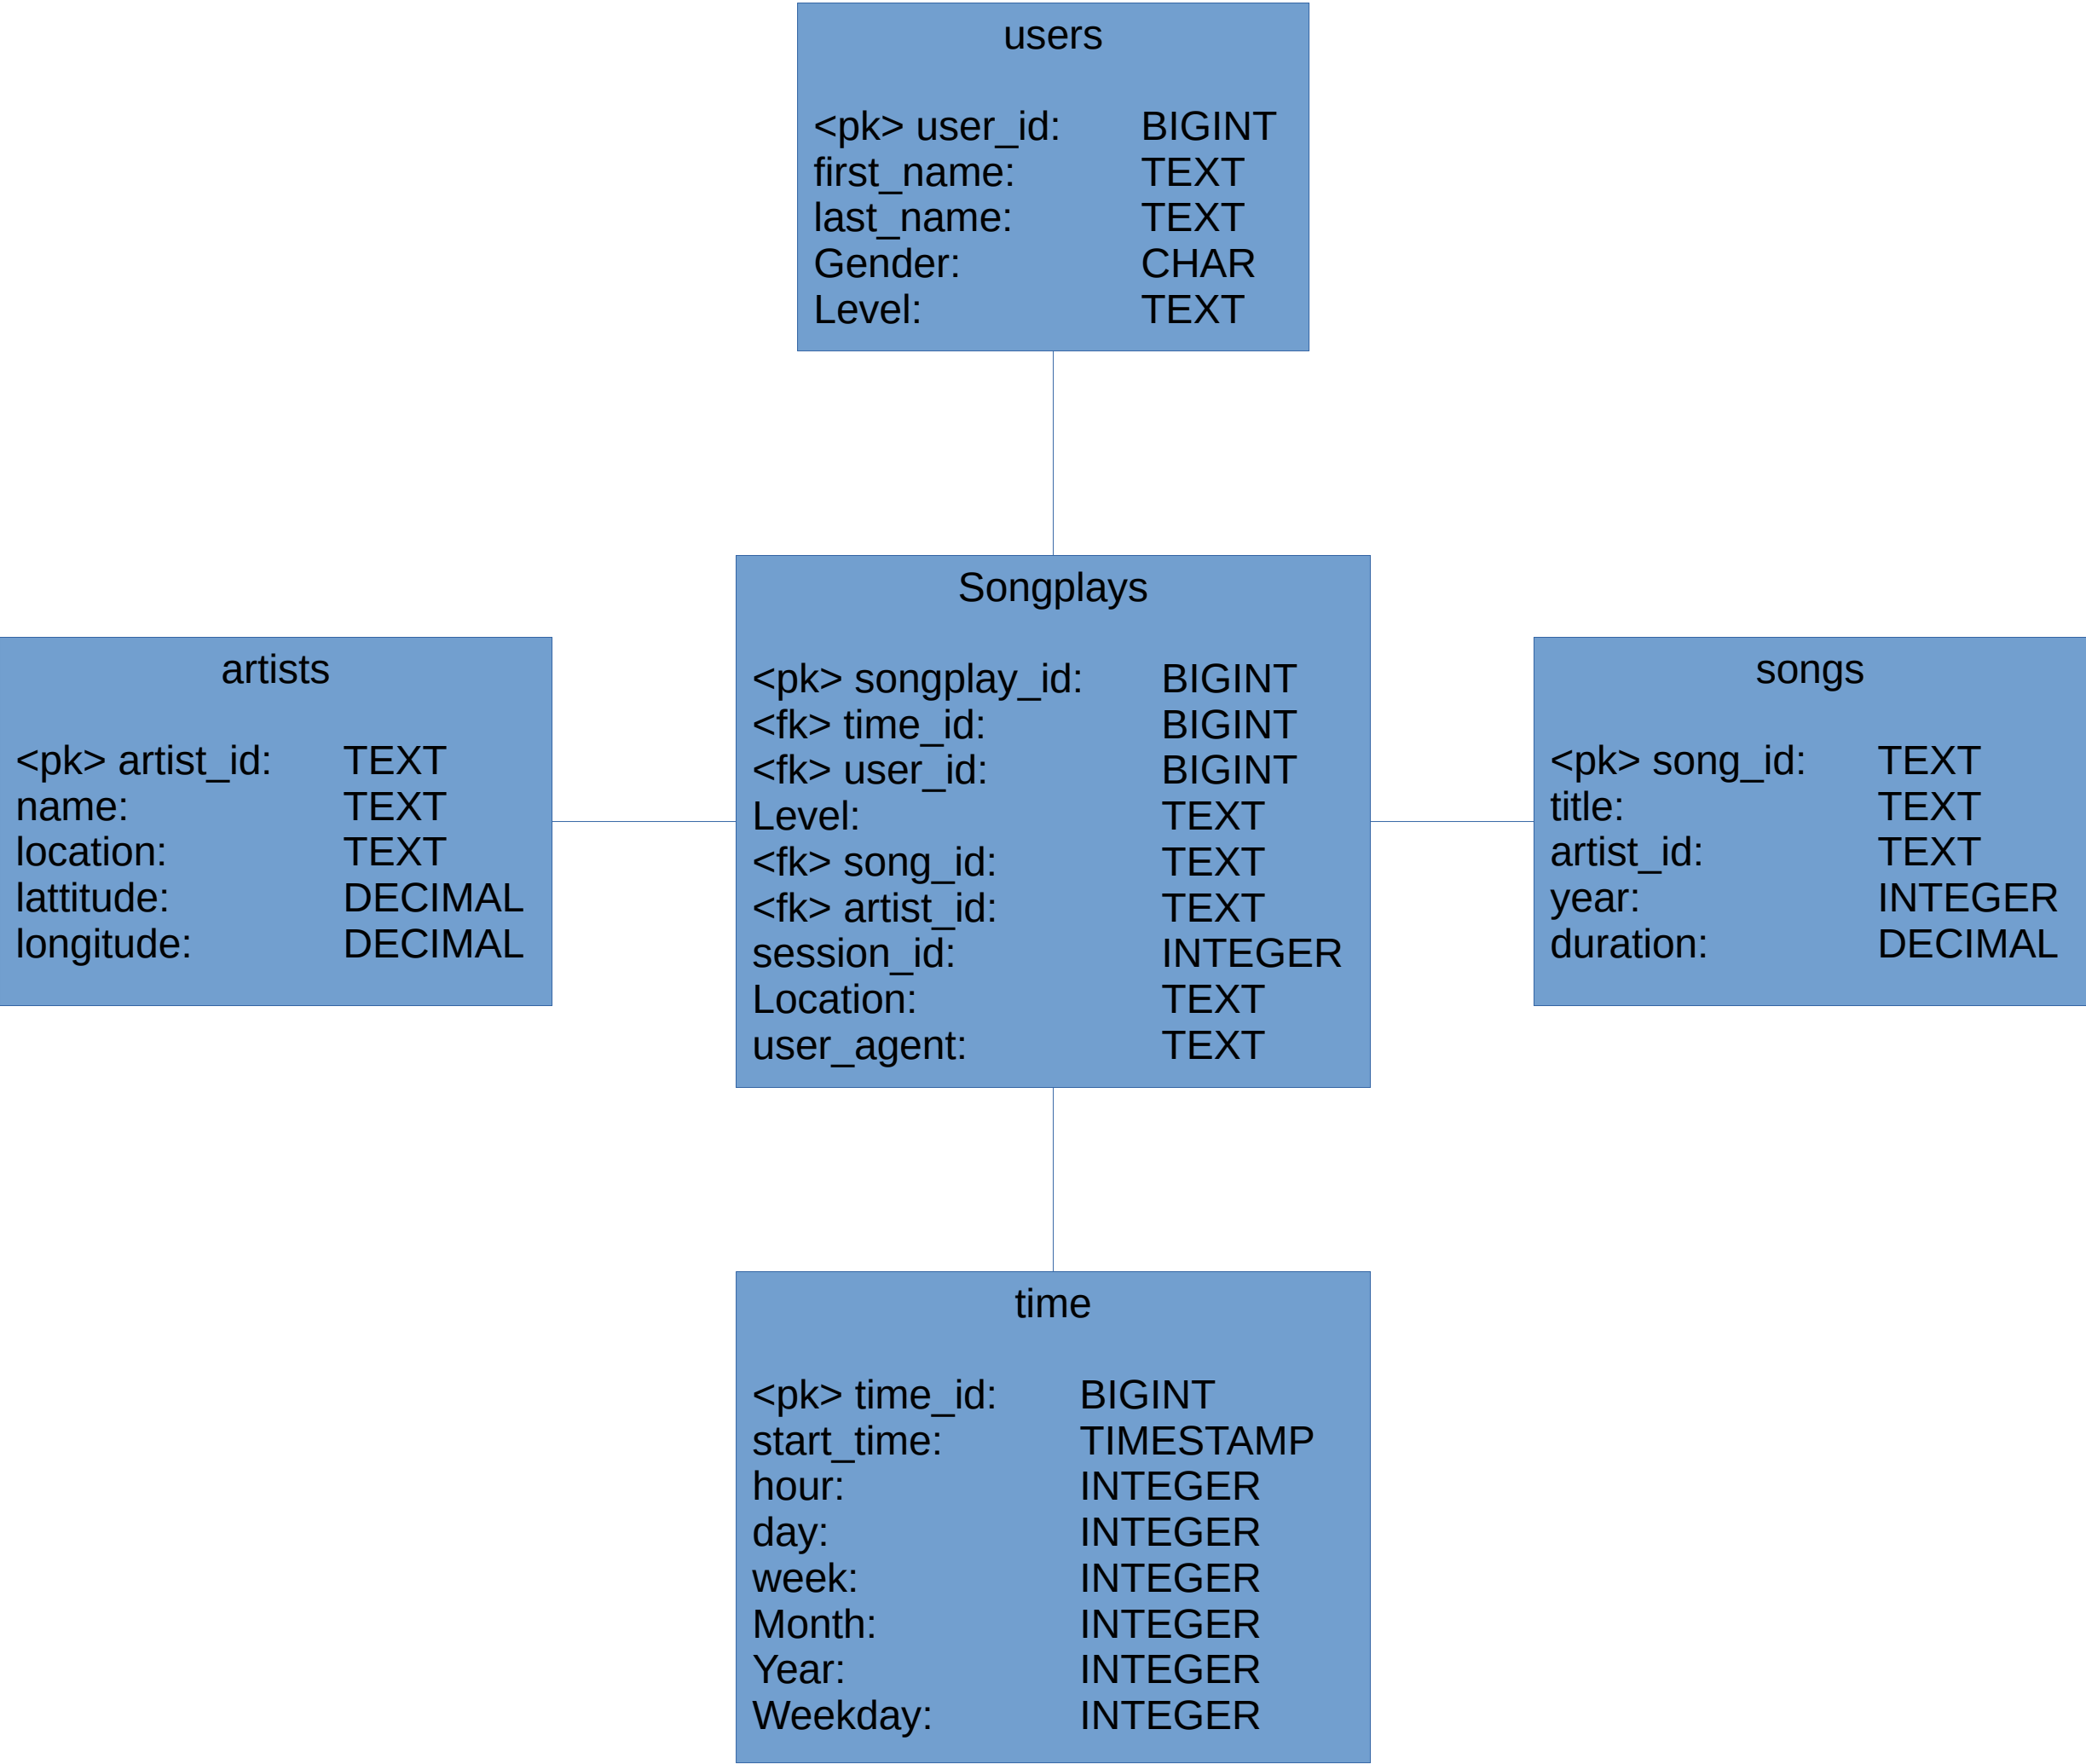 users
<pk> user_id: BIGINT
first_name: TEXT
last_name: TEXT
Gender: CHAR
Level: TEXT
artists
<pk> artist_id: TEXT
name: TEXT
location: TEXT
lattitude: DECIMAL
longitude: DECIMAL
Songplays
<pk> songplay_id: BIGINT
<fk> time_id: BIGINT
<fk> user_id: BIGINT
Level: TEXT
<fk> song_id: TEXT
<fk> artist_id: TEXT
session_id: INTEGER
Location: TEXT
user_agent: TEXT
songs
<pk> song_id: TEXT
title: TEXT
artist_id: TEXT
year: INTEGER
duration: DECIMAL
time
<pk> time_id: BIGINT
start_time: TIMESTAMP
hour: INTEGER
day: INTEGER
week: INTEGER
Month: INTEGER
Year: INTEGER
Weekday: INTEGER